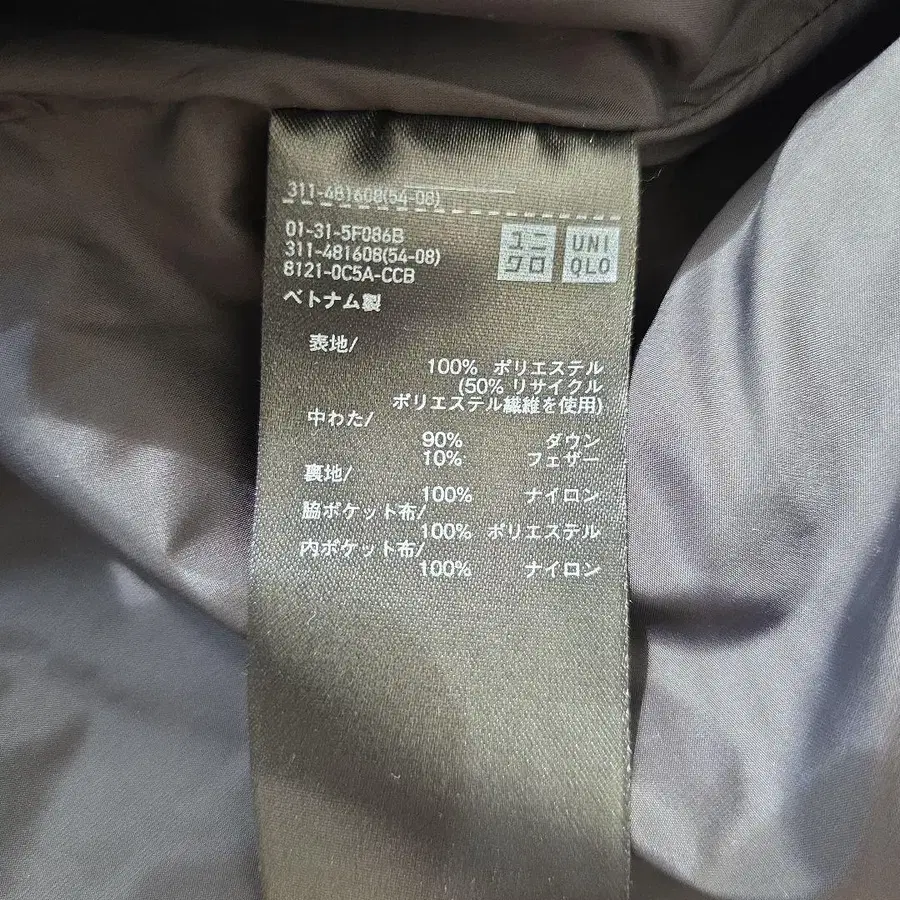 311-481608(54-08)
01-31-5F086B
311-481608(54-08)
8121-0C5A-CCB
ユニ
クロ
UNI
QLO
ベトナム製
表地/
100% ポリエステル
(50% リサイクル
ポリエステル繊維を使用)
中わた/
90% ダウン
10% フェザー
裏地/
100% ナイロン
脇ポケット布/
100% ポリエステル
内ポケット布/
100% ナイロン